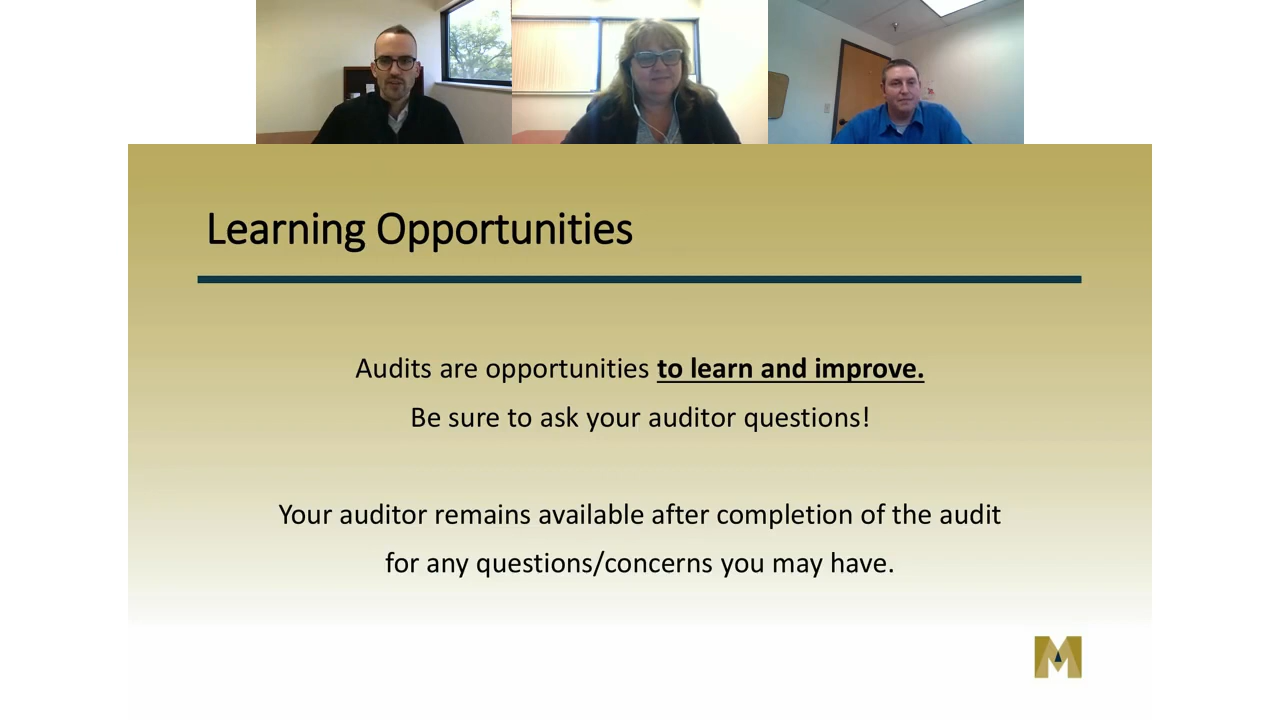 Learning Opportunities
Audits are opportunities to learn and improve.
Be sure to ask your auditor questions!
Your auditor remains available after completion of the audit
for any questions/concerns you may have.
M